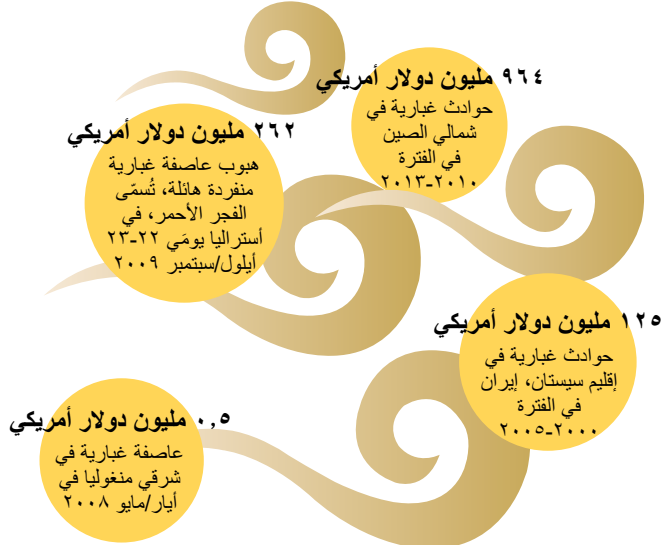 ٩٦٤ مليون دولار أمريكي
حوادث غبارية في
شمالي الصين
في الفترة
٢٠١٠-٢٠١٣
٢٦٢ مليون دولار أمريكي
هبوب عاصفة غبارية
منفردة هائلة، تُسمّى
الفجر الأحمر، في
أستراليا يومَي ٢٢-٢٣
أيلول/سبتمبر ٢٠٠٩
١٢٥ مليون دولار أمريكي
حوادث غبارية في
إقليم سيستان، إيران
في الفترة
٢٠٠٠-٢٠٠٥
٠,٥ مليون دولار أمريكي
عاصفة غبارية في
شرقي منغوليا في
أيار/مايو ٢٠٠٨